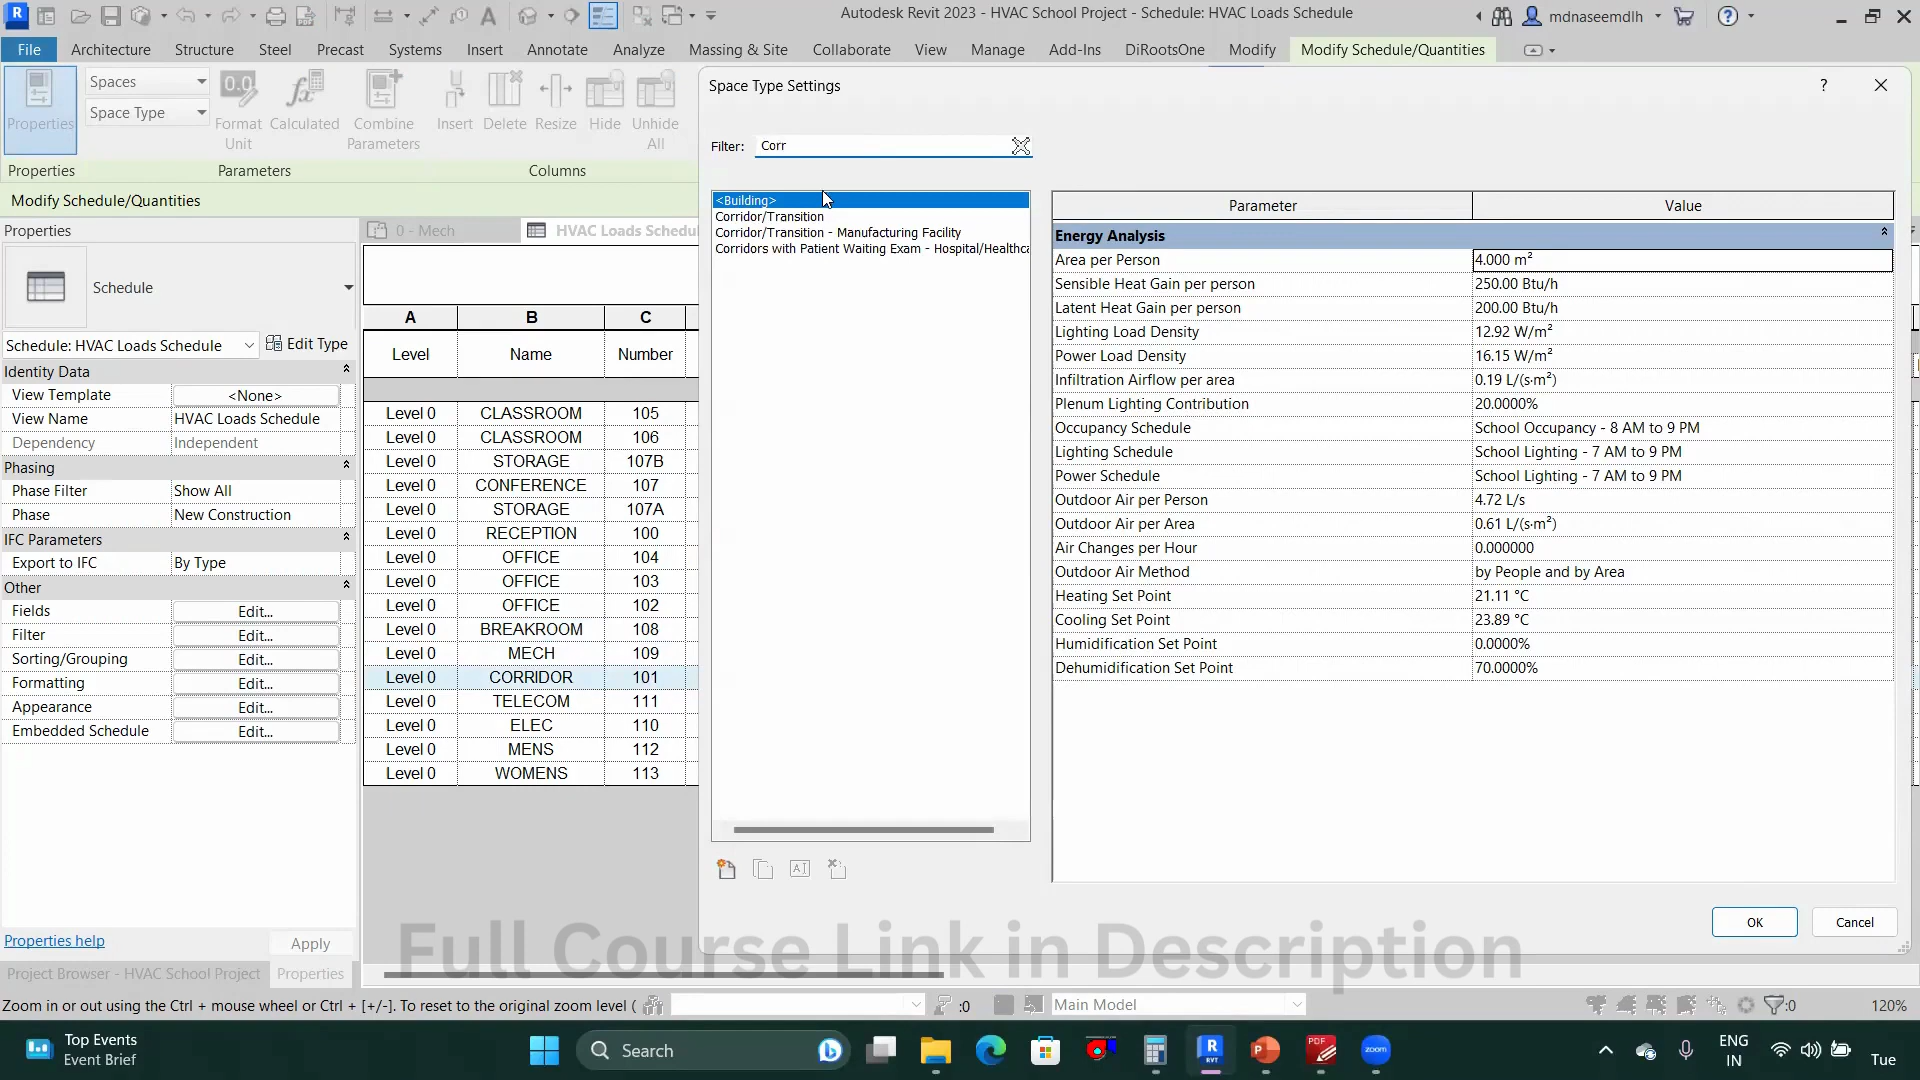 Autodesk Revit 2023 - HVAC School Project - Schedule: HVAC Loads Schedule
mdnaseemdlh
File Architecture Structure Steel Precast Systems Insert Annotate Analyze Massing & Site Collaborate View Manage Add-Ins DiRootsOne Modify Modify Schedule/Quantities
Properties
Spaces
Space Type
Format Unit
Calculated
Combine Parameters
Insert
Delete
Resize
Hide
Unhide All
Properties
Parameters
Columns
Modify Schedule/Quantities
Properties
Schedule
Schedule: HVAC Loads Schedule
Edit Type
Identity Data
View Template <None>
View Name HVAC Loads Schedule
Dependency Independent
Phasing
Phase Filter Show All
Phase New Construction
IFC Parameters
Export to IFC By Type
Other
Fields Edit...
Filter Edit...
Sorting/Grouping Edit...
Formatting Edit...
Appearance Edit...
Embedded Schedule Edit...
Properties help
Apply
Project Browser - HVAC School Project
Properties
0 - Mech
HVAC Loads Schedu
A B C
Level Name Number
Level 0 CLASSROOM 105
Level 0 CLASSROOM 106
Level 0 STORAGE 107B
Level 0 CONFERENCE 107
Level 0 STORAGE 107A
Level 0 RECEPTION 100
Level 0 OFFICE 104
Level 0 OFFICE 103
Level 0 OFFICE 102
Level 0 BREAKROOM 108
Level 0 MECH 109
Level 0 CORRIDOR 101
Level 0 TELECOM 111
Level 0 ELEC 110
Level 0 MENS 112
Level 0 WOMENS 113
Space Type Settings
Filter: Corr
<Building>
Corridor/Transition
Corridor/Transition - Manufacturing Facility
Corridors with Patient Waiting Exam - Hospital/Healthca
Parameter Value
Energy Analysis
Area per Person 4.000 m²
Sensible Heat Gain per person 250.00 Btu/h
Latent Heat Gain per person 200.00 Btu/h
Lighting Load Density 12.92 W/m²
Power Load Density 16.15 W/m²
Infiltration Airflow per area 0.19 L/(s·m²)
Plenum Lighting Contribution 20.0000%
Occupancy Schedule School Occupancy - 8 AM to 9 PM
Lighting Schedule School Lighting - 7 AM to 9 PM
Power Schedule School Lighting - 7 AM to 9 PM
Outdoor Air per Person 4.72 L/s
Outdoor Air per Area 0.61 L/(s·m²)
Air Changes per Hour 0.000000
Outdoor Air Method by People and by Area
Heating Set Point 21.11 °C
Cooling Set Point 23.89 °C
Humidification Set Point 0.0000%
Dehumidification Set Point 70.0000%
OK
Cancel
Full Course Link in Description
Zoom in or out using the Ctrl + mouse wheel or Ctrl + [+/-]. To reset to the original zoom level (
:0
Main Model
:0
120%
Top Events
Event Brief
Search
PDF
zoom
ENG
IN
Tue